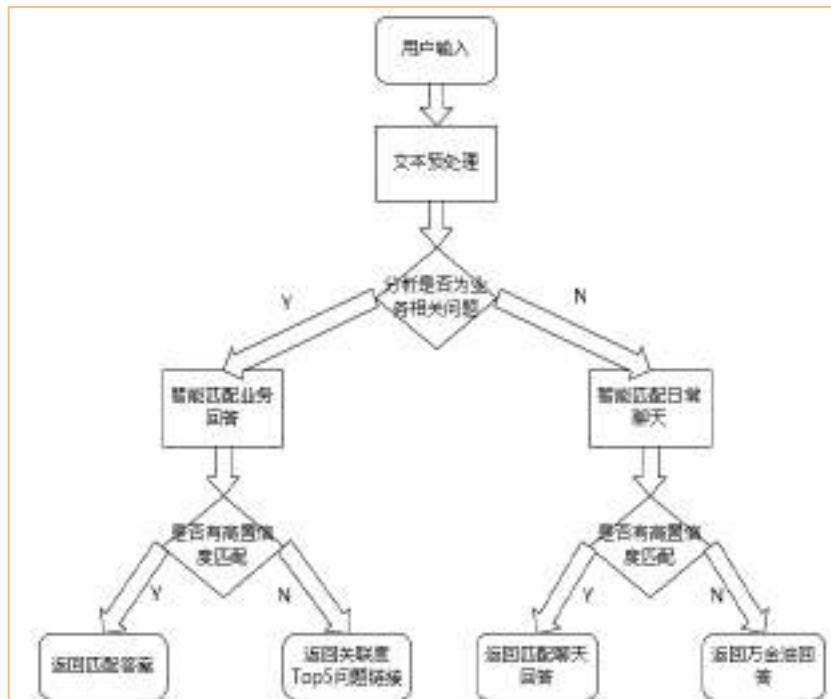 用户输入
文本预处理
分析是否为业
务相关问题
Y
N
智能匹配业务
回答
智能匹配日常
聊天
是否有高置信
度匹配
是否有高置信
度匹配
Y
N
Y
N
返回匹配答案
返回关联度
Top5问题链接
返回匹配聊天
回答
返回万金油回
答